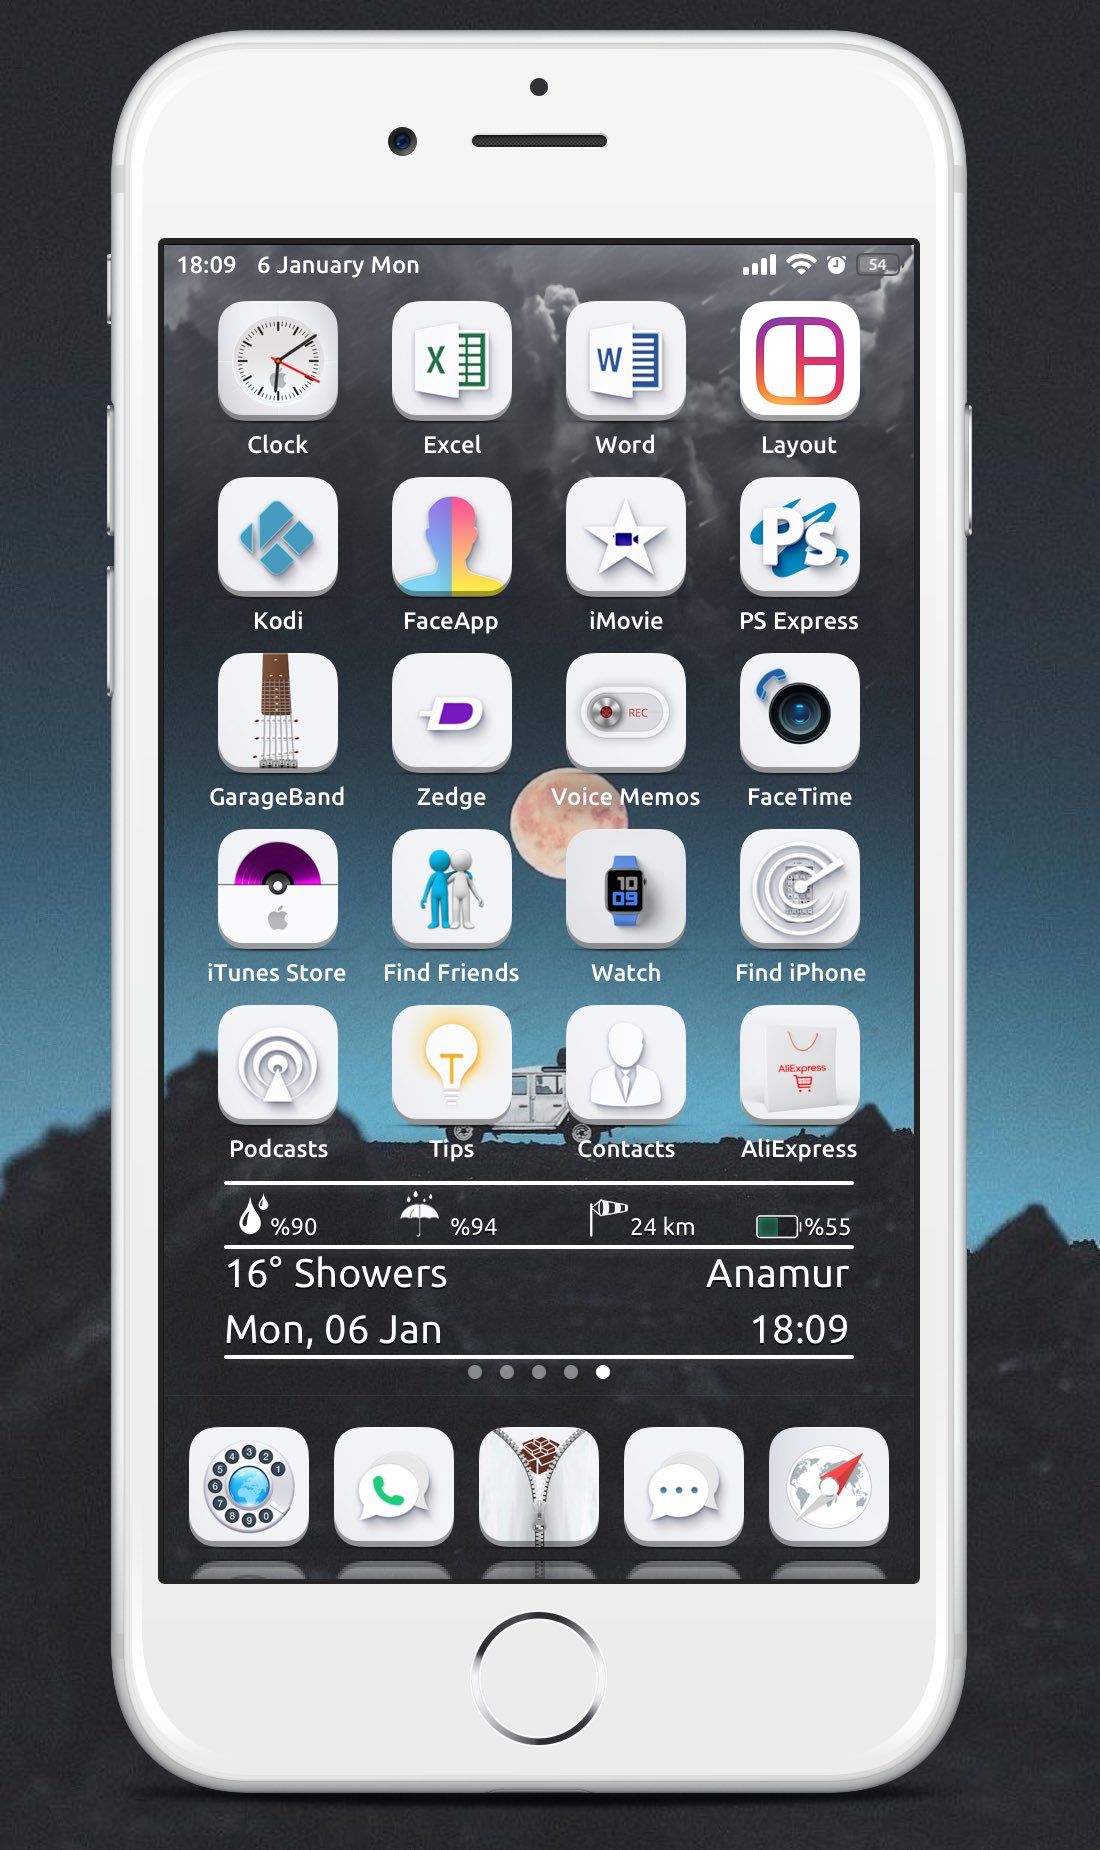 18:09 6 January Mon 54
Clock Excel Word Layout
Ps
Kodi FaceApp iMovie PS Express
REC
GarageBand Zedge Voice Memos FaceTime
10
09
iTunes Store Find Friends Watch Find iPhone
AliExpress
Podcasts Tips Contacts AliExpress
%90 %94 24 km %55
16° Showers Anamur
Mon, 06 Jan 18:09
1 2 3 4 5 6 7 8 9 0